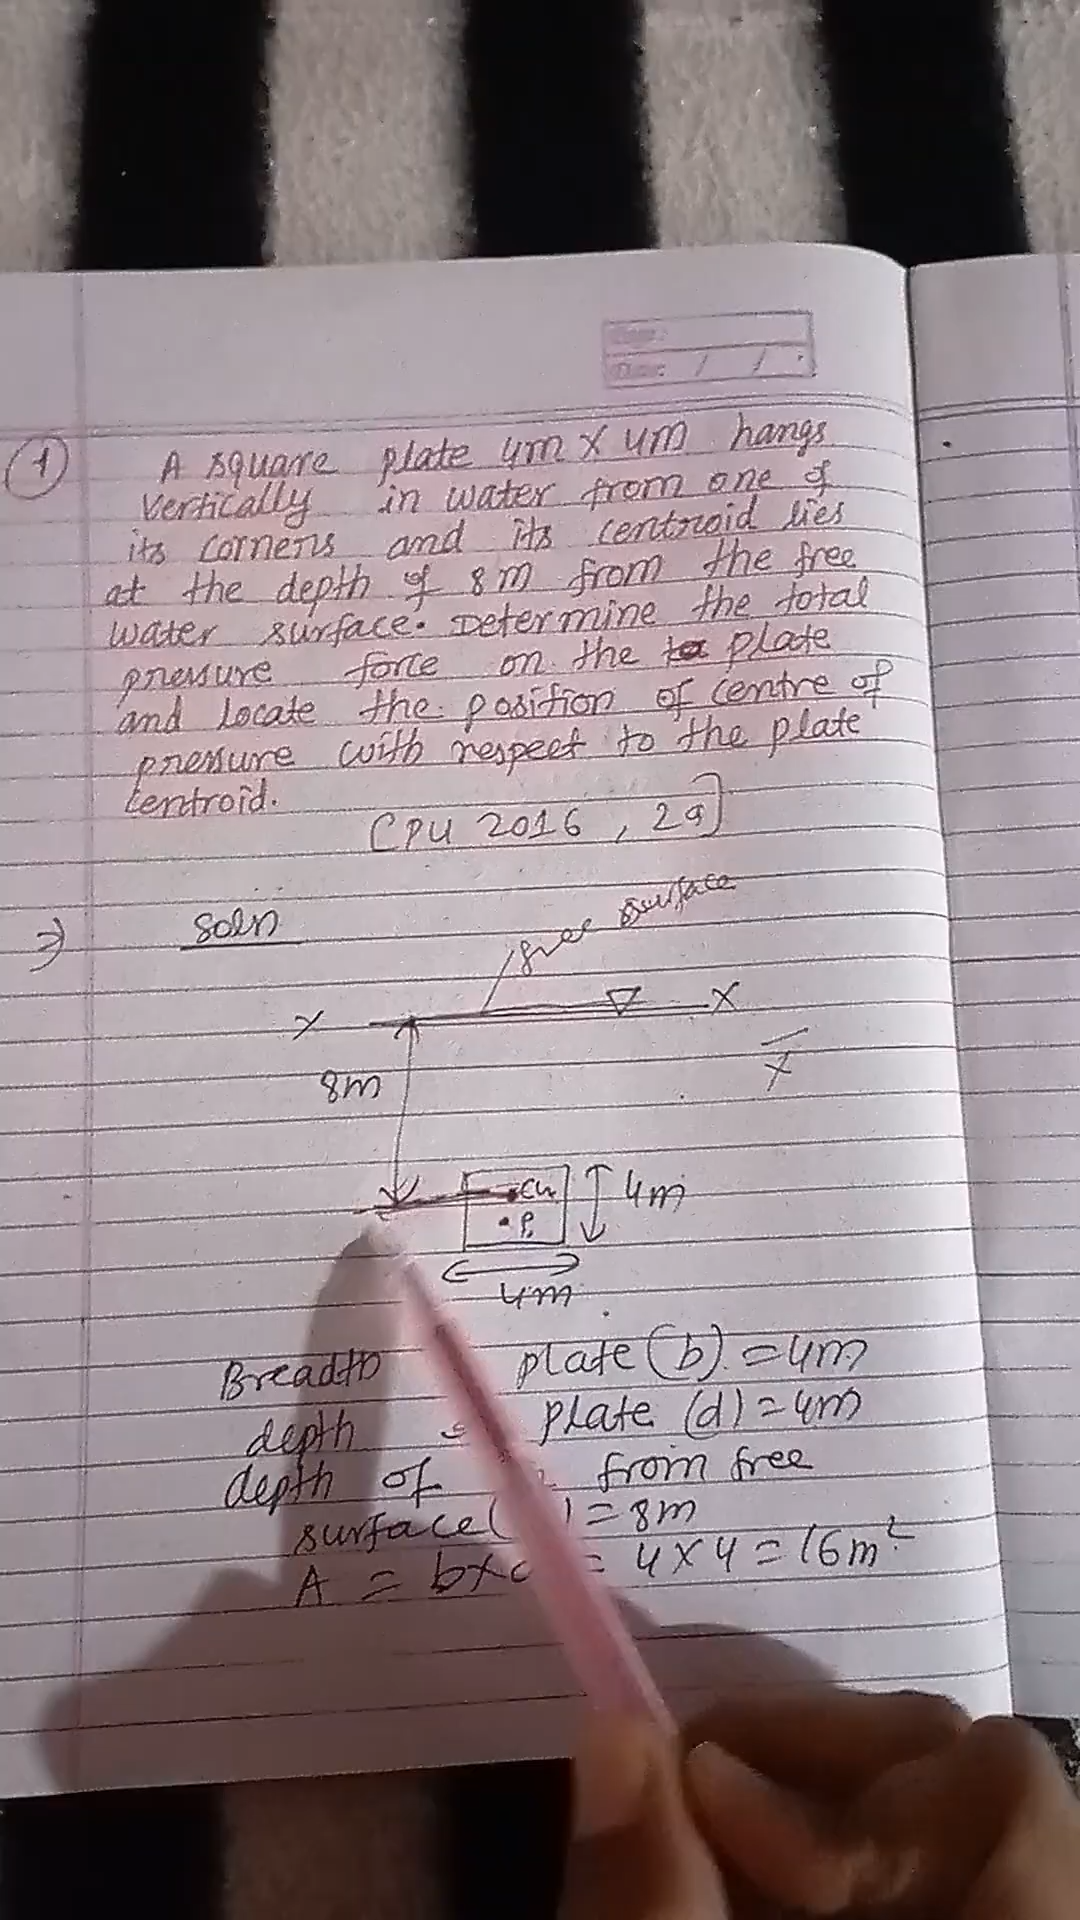 Date: / /
1
A square plate 4m x 4m hangs
vertically in water from one of
its corners and its centroid lies
at the depth of 8m from the free
water surface. Determine the total
pressure force on the plate
and locate the position of centre of
pressure with respect to the plate
centroid.
[PU 2016, 2a]
⇒ Soln
free surface
X X
x̄
8m
G 4m
P
4m
Breadth plate (b) = 4m
depth plate (d) = 4m
depth of from free
surface ( ) = 8m
A = b x = 4 x 4 = 16m²